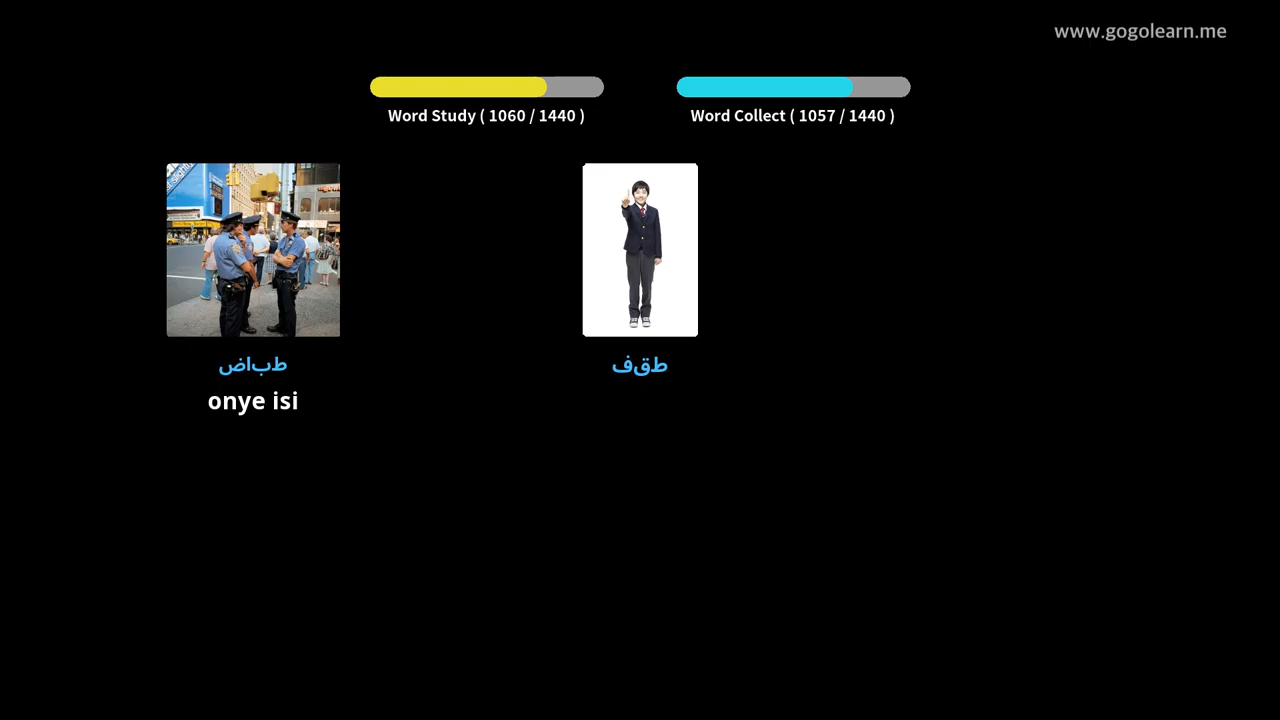 www.gogolearn.me
Word Study ( 1060 / 1440 )
Word Collect ( 1057 / 1440 )
طباض
طقف
onye isi